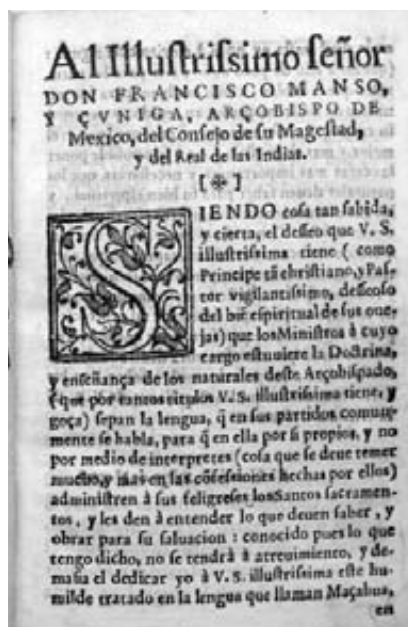 Al Illustrissimo señor
DON FRANCISCO MANSO,
Y ÇVNIGA, ARÇOBISPO DE
Mexico, del Consejo de su Magestad,
y del Real de las Indias.
[✠]
SIENDO cosa tan sabida,
y cierta, el desseo que V. S.
illustrissima tiene ( como
Principe tā christiano, y Pas-
tor vigilantissimo, desseoso
del biē espiritual de sus oue-
jas) que los Ministros à cuyo
cargo estuuiere la Doctrina,
y enseñança de los naturales deste Arçobispado,
(que por tantos titulos V. S. illustrissima tiene, y
goça) sepan la lengua, q̄ en sus partidos comun-
mente se habla, para q̄ en ella por si propios, y no
por medio de interpretes (cosa que se deue temer
mucho, y mas en las cōfessiones hechas por ellos)
administren à sus feligreses los Santos sacramen-
tos, y les den à entender lo que deuen saber, y
obrar para su saluacion : conocido pues lo que
tengo dicho, no se tendrà à atreuimiento, y de-
masia el dedicar yo à V. S. illustrissima este hu-
milde tratado en la lengua que llaman Maçahua,
en